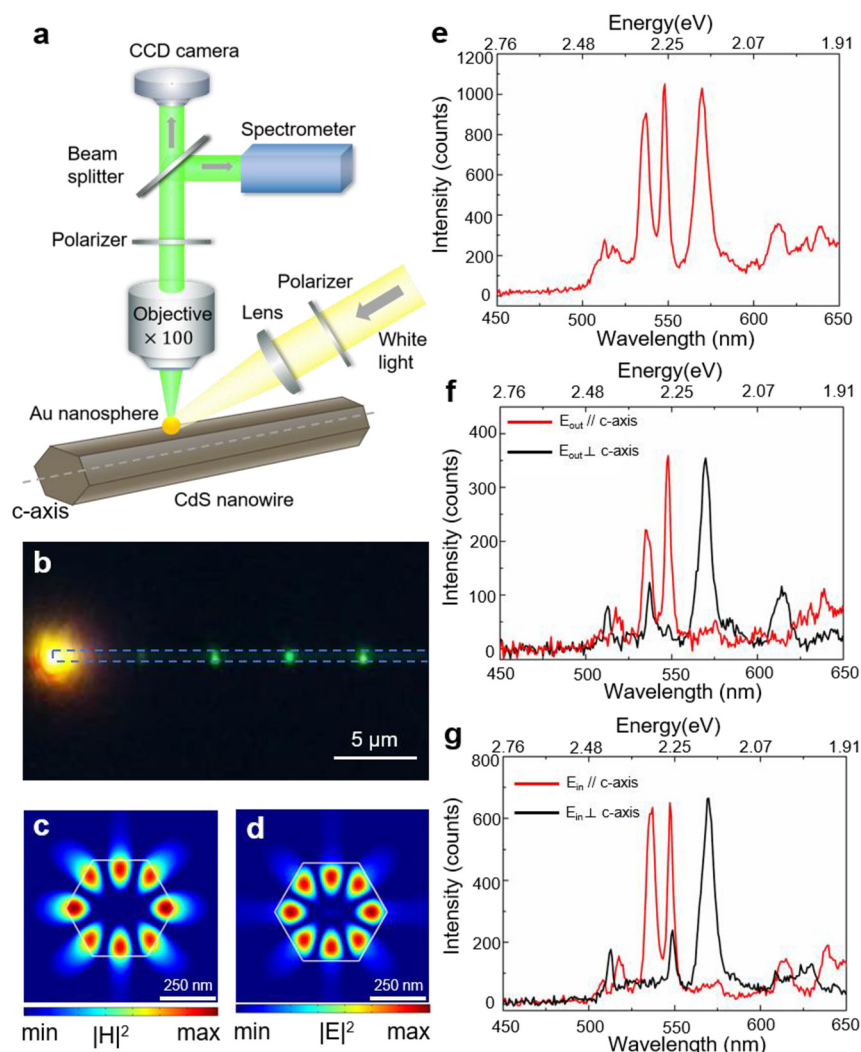 a
CCD camera
Beam
splitter
Spectrometer
Polarizer
Polarizer
Lens
Objective
× 100
White
light
Au nanosphere
c-axis
CdS nanowire
b
5 μm
c
250 nm
min |H|² max
d
250 nm
min |E|² max
e
Energy(eV)
2.76 2.48 2.25 2.07 1.91
Intensity (counts)
1200
1000
800
600
400
200
0
450 500 550 600 650
Wavelength (nm)
f
Energy(eV)
2.76 2.48 2.25 2.07 1.91
E_out // c-axis
E_out ⊥ c-axis
Intensity (counts)
400
300
200
100
0
450 500 550 600 650
Wavelength (nm)
g
Energy(eV)
2.76 2.48 2.25 2.07 1.91
E_in // c-axis
E_in ⊥ c-axis
Intensity (counts)
800
600
400
200
0
450 500 550 600 650
Wavelength (nm)